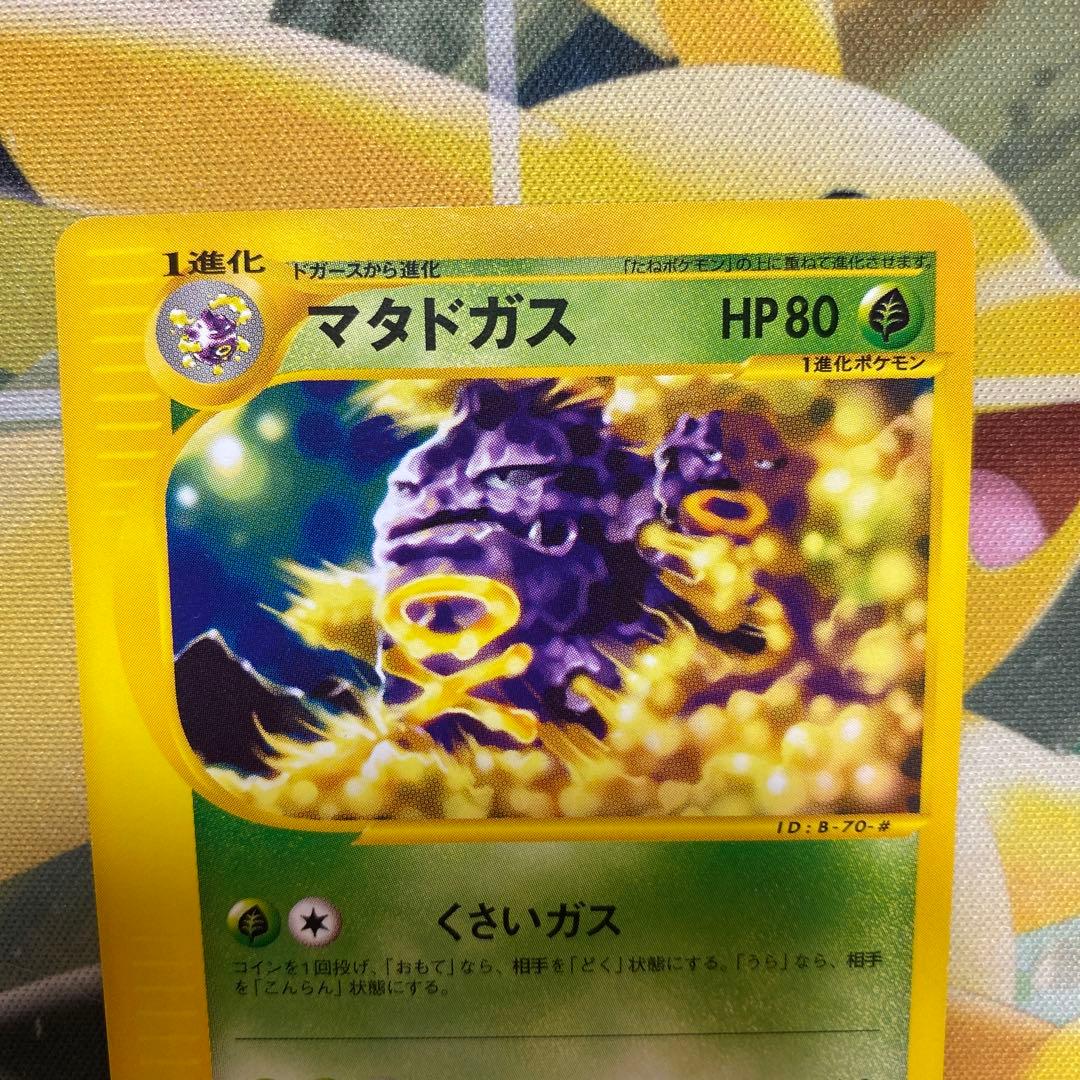 1進化
ドガースから進化
「たねポケモン」の上に重ねて進化させます。
マタドガス
HP80
1進化ポケモン
ID:B-70-#
くさいガス
コインを1回投げ、「おもて」なら、相手を「どく」状態にする。「うら」なら、相手
を「こんらん」状態にする。